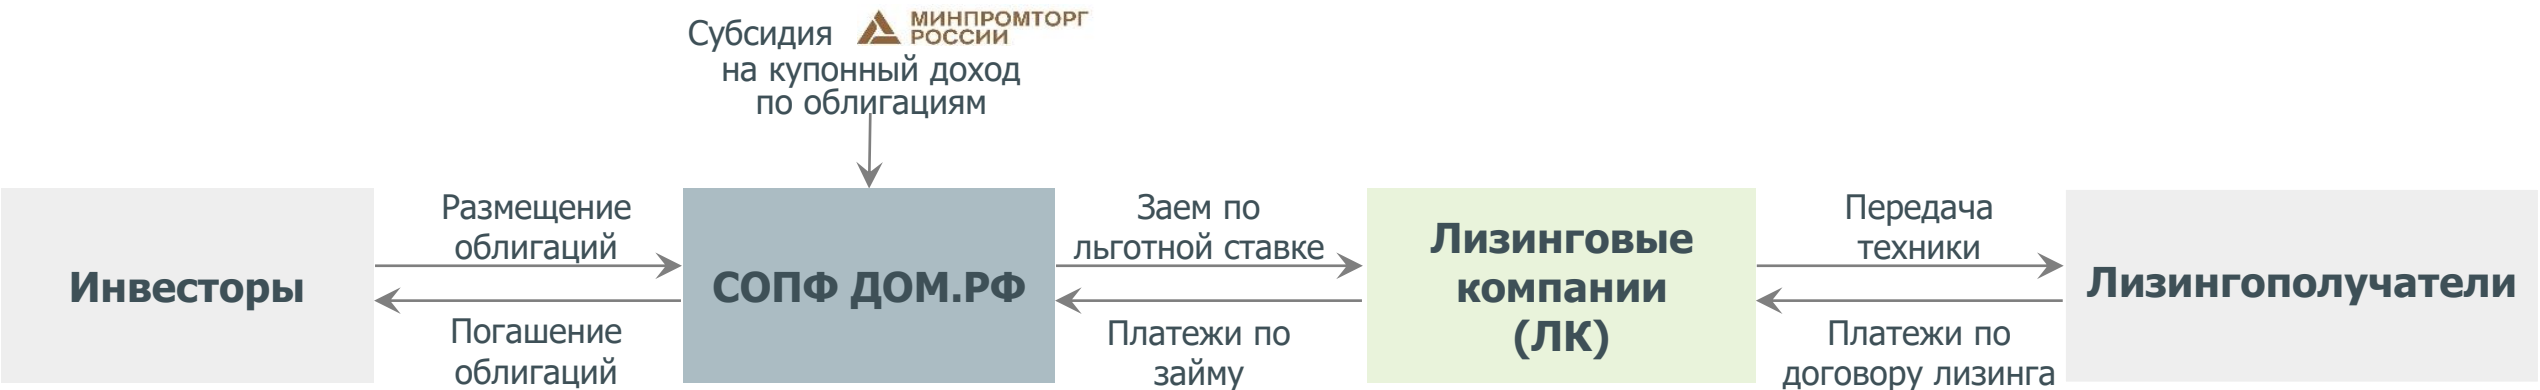 Субсидия МИНПРОМТОРГ
РОССИИ
на купонный доход
по облигациям
Инвесторы
Размещение
облигаций
Погашение
облигаций
СОПФ ДОМ.РФ
Заем по
льготной ставке
Платежи по
займу
Лизинговые
компании
(ЛК)
Передача
техники
Платежи по
договору лизинга
Лизингополучатели